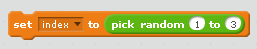 set index to pick random 1 to 3